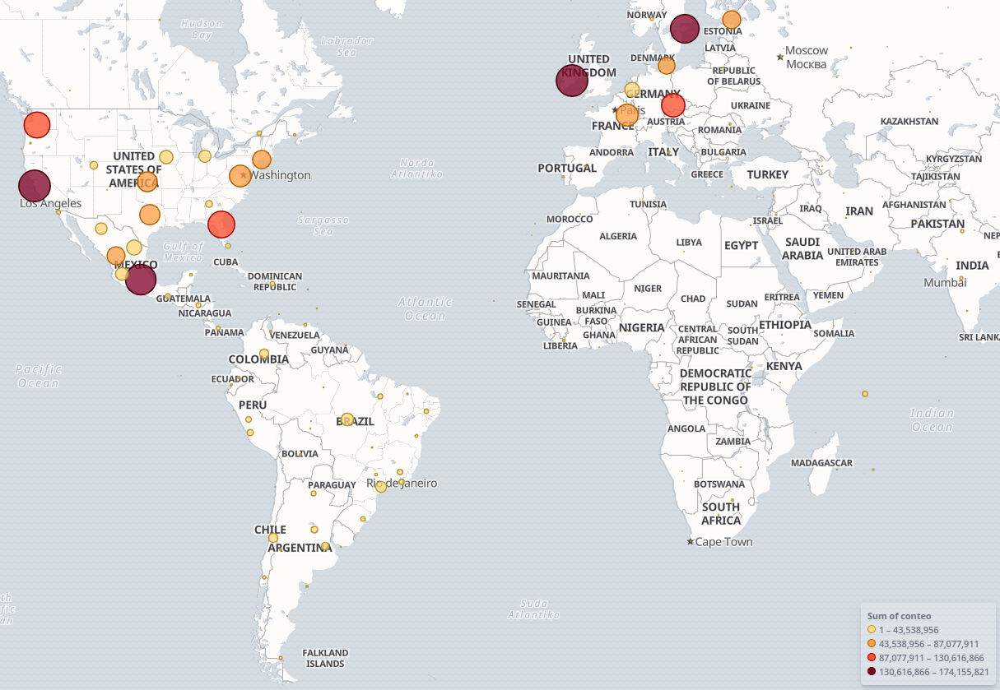 NORWAY
Hudson
Bay
ESTONIA
Labrador
Sea
LATVIA
Moscow
Москва
UNITED
KINGDOM
DENMARK
REPUBLIC
OF BELARUS
GERMANY
UKRAINE
Paris
FRANCE
AUSTRIA
KAZAKHSTAN
ROMANIA
ANDORRA
ITALY
BULGARIA
KYRGYZSTAN
UNITED
STATES OF
AMERICA
Norda
Atlantiko
PORTUGAL
GREECE
TURKEY
TAJIKISTAN
Washington
Los Angeles
TUNISIA
IRAQ
IRAN
AFGHANISTAN
Sargasso
Sea
MOROCCO
ISRAEL
PAKISTAN
ALGERIA
LIBYA
EGYPT
SAUDI
ARABIA
NEP
Gulf of
Mexico
UNITED ARAB
EMIRATES
CUBA
MEXICO
INDIA
DOMINICAN
REPUBLIC
MAURITANIA
Mumbai
NIGER
MALI
CHAD
ERITREA
YEMEN
GUATEMALA
SENEGAL
SUDAN
Atlantic
Ocean
NICARAGUA
BURKINA
FASO
GUINEA
NIGERIA
ETHIOPIA
PANAMA
VENEZUELA
GHANA
CENTRAL
AFRICAN
REPUBLIC
SOUTH
SUDAN
SOMALIA
SRI LANK
LIBERIA
GUYANA
COLOMBIA
KENYA
Pacific
Ocean
ECUADOR
DEMOCRATIC
REPUBLIC OF
THE CONGO
PERU
Indian
Ocean
BRAZIL
ANGOLA
ZAMBIA
BOLIVIA
MADAGASCAR
PARAGUAY
Rio de Janeiro
BOTSWANA
SOUTH
AFRICA
CHILE
ARGENTINA
Cape Town
th
fic
an
Suda
Atlantiko
FALKLAND
ISLANDS
Sum of conteo
1 – 43,538,956
43,538,956 – 87,077,911
87,077,911 – 130,616,866
130,616,866 – 174,155,821